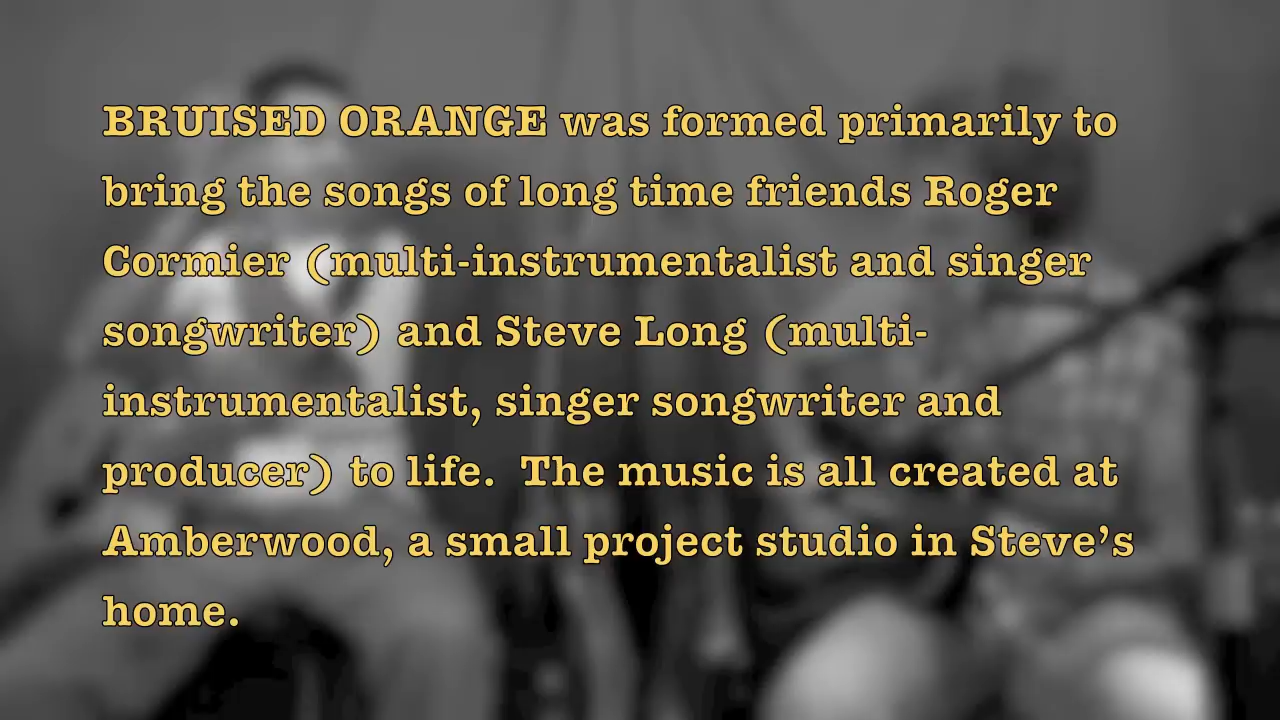 BRUISED ORANGE was formed primarily to
bring the songs of long time friends Roger
Cormier (multi-instrumentalist and singer
songwriter) and Steve Long (multi-
instrumentalist, singer songwriter and
producer) to life.  The music is all created at
Amberwood, a small project studio in Steve’s
home.